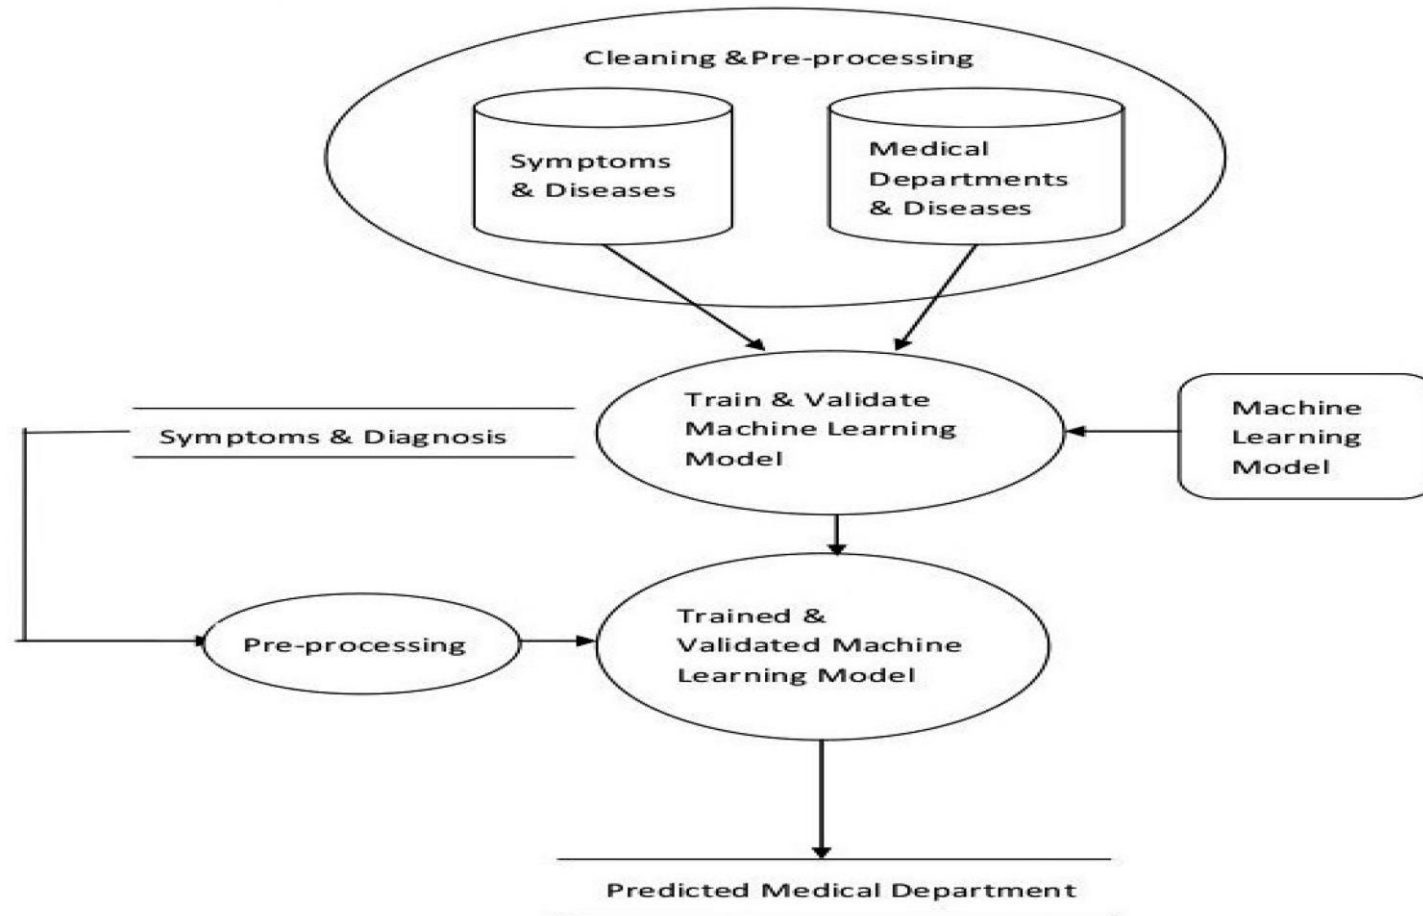 Cleaning &Pre-processing
Symptoms
& Diseases
Medical
Departments
& Diseases
Train & Validate
Machine Learning
Model
Machine
Learning
Model
Symptoms & Diagnosis
Pre-processing
Trained &
Validated Machine
Learning Model
Predicted Medical Department